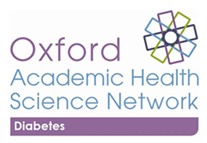 Oxford
Academic Health
Science Network
Diabetes